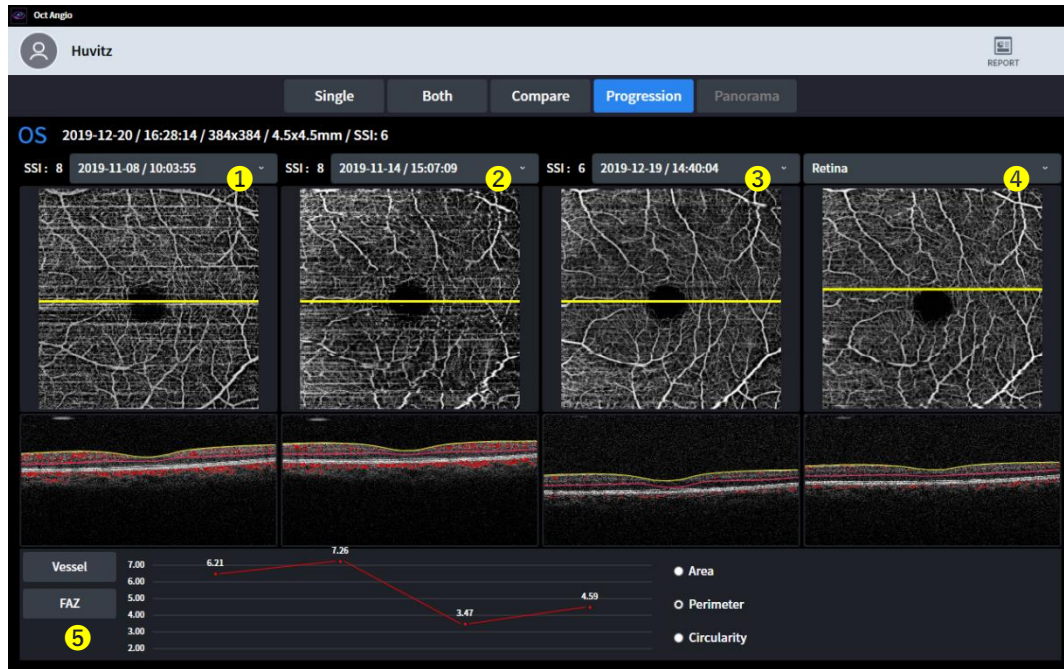 Oct Angio
Huvitz
REPORT
Single Both Compare Progression Panorama
OS 2019-12-20 / 16:28:14 / 384x384 / 4.5x4.5mm / SSI: 6
SSI : 8 2019-11-08 / 10:03:55 1
SSI : 8 2019-11-14 / 15:07:09 2
SSI : 6 2019-12-19 / 14:40:04 3
Retina 4
Vessel
FAZ
5
7.00
6.00
5.00
4.00
3.00
2.00
6.21
7.26
3.47
4.59
Area
Perimeter
Circularity